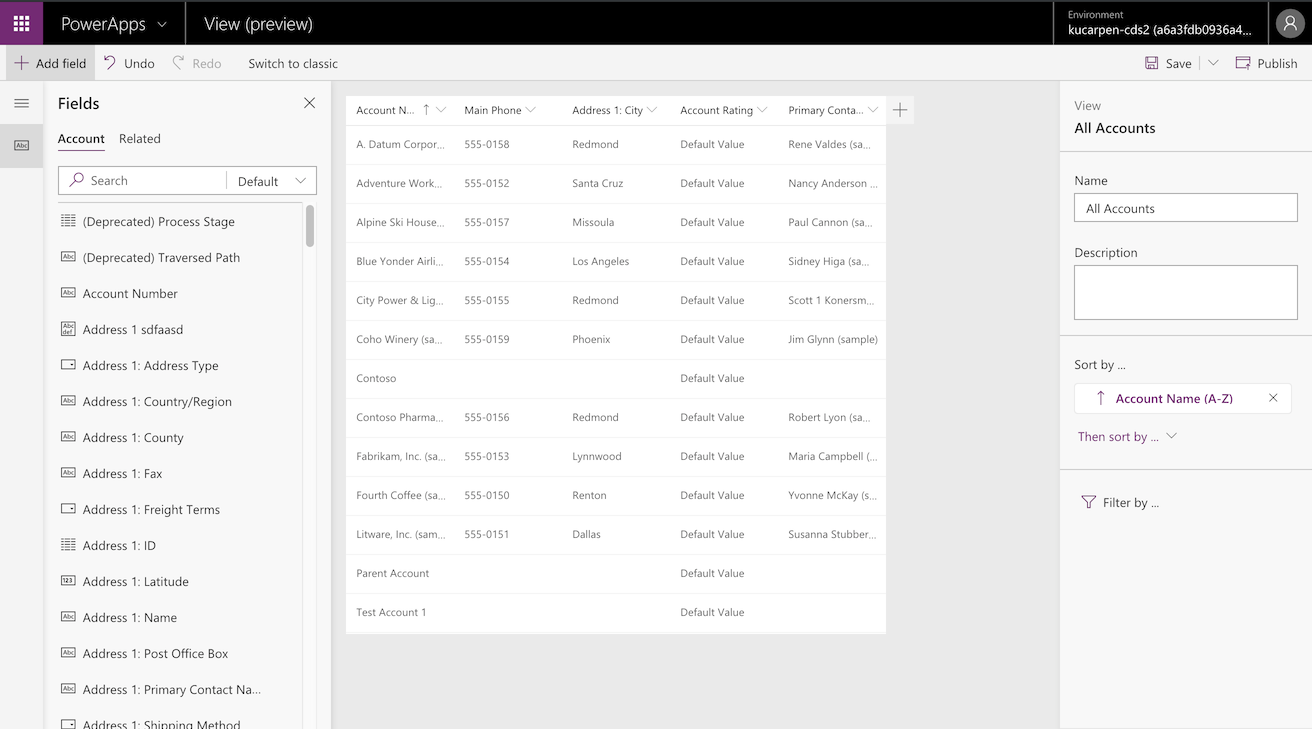 PowerApps
View (preview)
Environment
kucarpen-cds2 (a6a3fdb0936a4...
Add field
Undo
Redo
Switch to classic
Save
Publish
Fields
Account Related
Search Default
(Deprecated) Process Stage
(Deprecated) Traversed Path
Account Number
Address 1 sdfaasd
Address 1: Address Type
Address 1: Country/Region
Address 1: County
Address 1: Fax
Address 1: Freight Terms
Address 1: ID
Address 1: Latitude
Address 1: Name
Address 1: Post Office Box
Address 1: Primary Contact Na...
Address 1: Shipping Method
Account N... Main Phone Address 1: City Account Rating Primary Conta...
A. Datum Corpor... 555-0158 Redmond Default Value Rene Valdes (sa...
Adventure Work... 555-0152 Santa Cruz Default Value Nancy Anderson ...
Alpine Ski House... 555-0157 Missoula Default Value Paul Cannon (sa...
Blue Yonder Airli... 555-0154 Los Angeles Default Value Sidney Higa (sa...
City Power & Lig... 555-0155 Redmond Default Value Scott 1 Konersm...
Coho Winery (sa... 555-0159 Phoenix Default Value Jim Glynn (sample)
Contoso Default Value
Contoso Pharma... 555-0156 Redmond Default Value Robert Lyon (sa...
Fabrikam, Inc. (sa... 555-0153 Lynnwood Default Value Maria Campbell (...
Fourth Coffee (sa... 555-0150 Renton Default Value Yvonne McKay (s...
Litware, Inc. (sam... 555-0151 Dallas Default Value Susanna Stubber...
Parent Account Default Value
Test Account 1 Default Value
View
All Accounts
Name
All Accounts
Description
Sort by ...
Account Name (A-Z)
Then sort by ...
Filter by ...